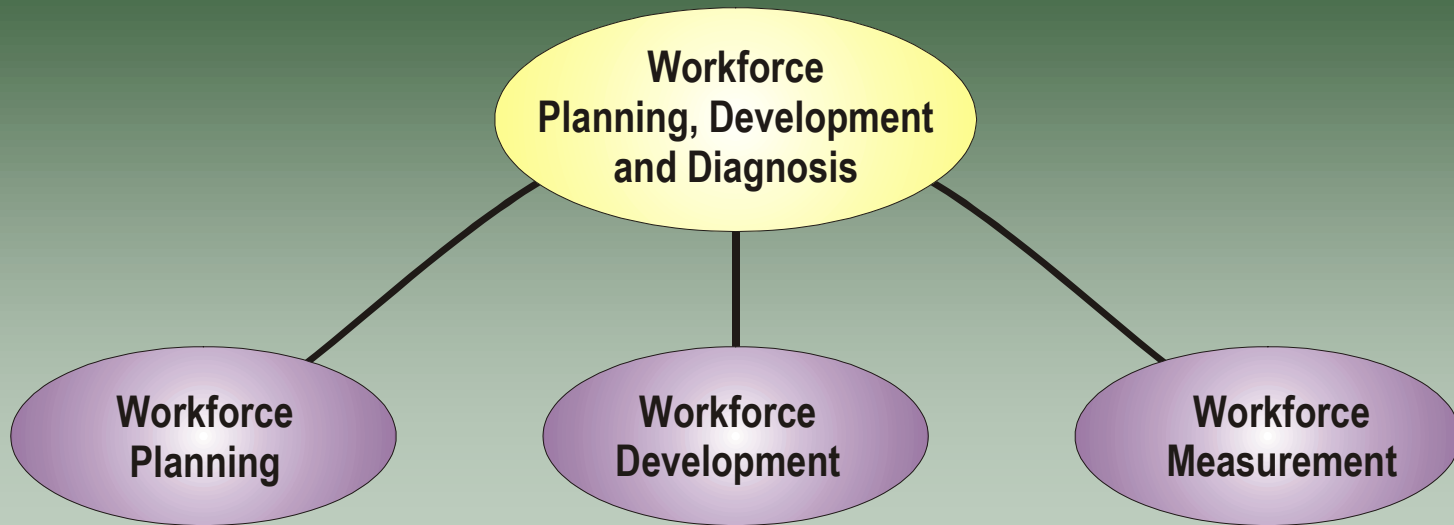 Workforce
Planning, Development
and Diagnosis
Workforce
Planning
Workforce
Development
Workforce
Measurement